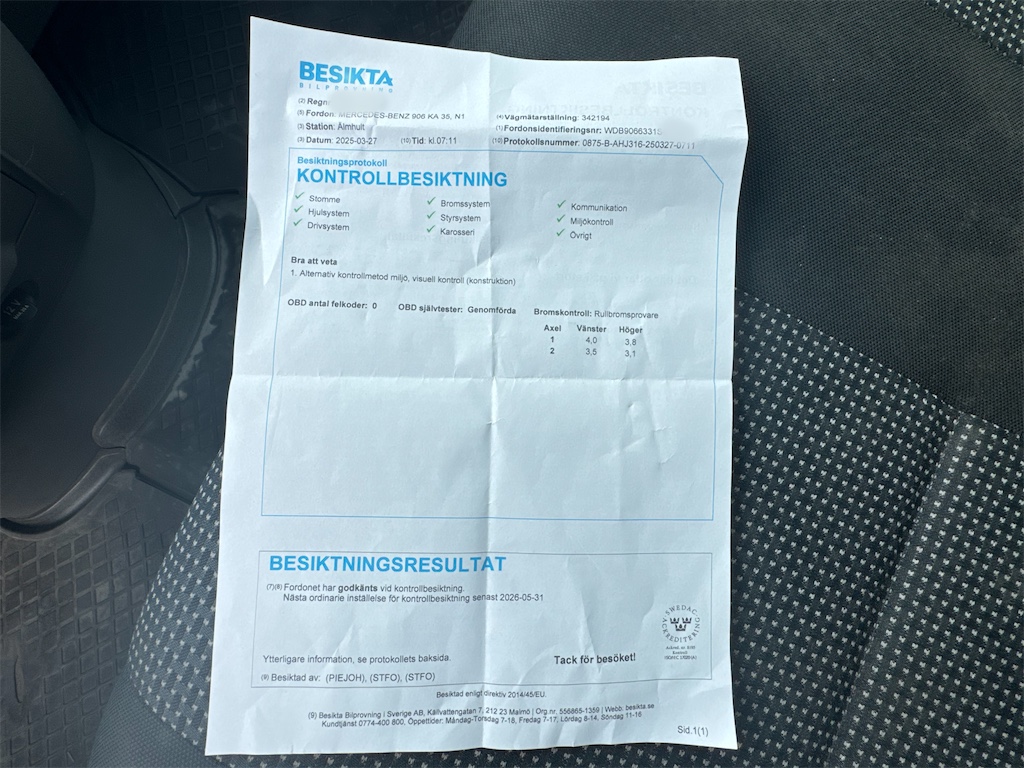 BESIKTA
BILPROVNING
(2) Regn
(5) Fordon: MERCEDES-BENZ 906 KA 35, N1
(4) Vägmätarställning: 342194
(3) Station: Älmhult
(1) Fordonsidentifieringsnr: WDB9066331S
(3) Datum: 2025-03-27 (10) Tid: kl.07:11
(10) Protokollsnummer: 0875-B-AHJ316-250327-0711
Besiktningsprotokoll
KONTROLLBESIKTNING
✓ Stomme ✓ Bromssystem ✓ Kommunikation
✓ Hjulsystem ✓ Styrsystem ✓ Miljökontroll
✓ Drivsystem ✓ Karosseri ✓ Övrigt
Bra att veta
1. Alternativ kontrollmetod miljö, visuell kontroll (konstruktion)
OBD antal felkoder: 0 OBD självtester: Genomförda Bromskontroll: Rullbromsprovare
Axel Vänster Höger
1 4,0 3,8
2 3,5 3,1
BESIKTNINGSRESULTAT
(7)(8) Fordonet har godkänts vid kontrollbesiktning.
Nästa ordinarie inställelse för kontrollbesiktning senast 2026-05-31
SWEDAC
ACKREDITERING
Ytterligare information, se protokollets baksida.
Tack för besöket!
(9) Besiktad av: (PIEJOH), (STFO), (STFO)
Besiktad enligt direktiv 2014/45/EU.
(9) Besikta Bilprovning i Sverige AB, Källvattengatan 7, 212 23 Malmö | Org.nr. 556865-1359 | Webb: besikta.se
Kundtjänst 0774-400 800, Öppettider: Måndag-Torsdag 7-18, Fredag 7-17, Lördag 8-14, Söndag 11-16
Sid.1(1)